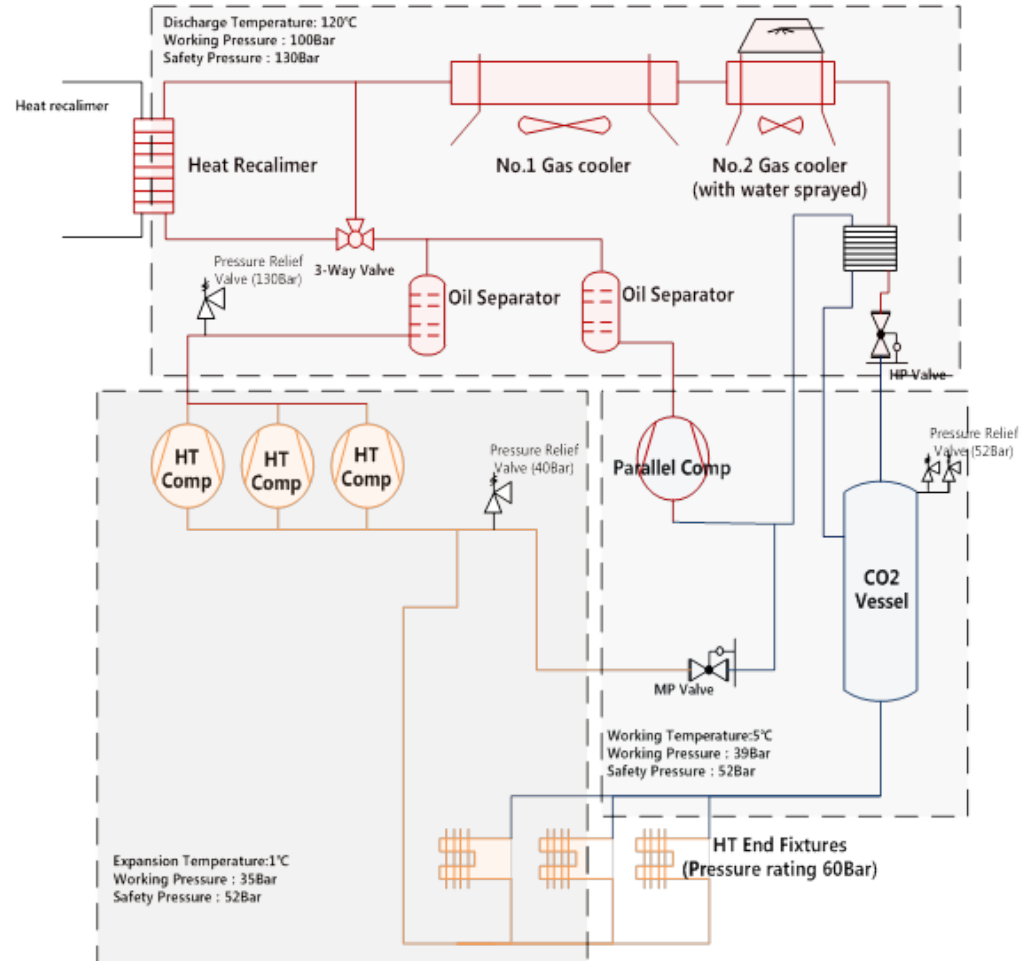 Discharge Temperature: 120℃
Working Pressure : 100Bar
Safety Pressure : 130Bar
Heat recalimer
Heat Recalimer
No.1 Gas cooler
No.2 Gas cooler
(with water sprayed)
Pressure Relief
Valve (130Bar)
3-Way Valve
Oil Separator
Oil Separator
HP Valve
HT
Comp
HT
Comp
HT
Comp
Pressure Relief
Valve (40Bar)
Parallel Comp
Pressure Relief
Valve (52Bar)
CO2
Vessel
MP Valve
Working Temperature:5℃
Working Pressure : 39Bar
Safety Pressure : 52Bar
HT End Fixtures
(Pressure rating 60Bar)
Expansion Temperature:1℃
Working Pressure : 35Bar
Safety Pressure : 52Bar